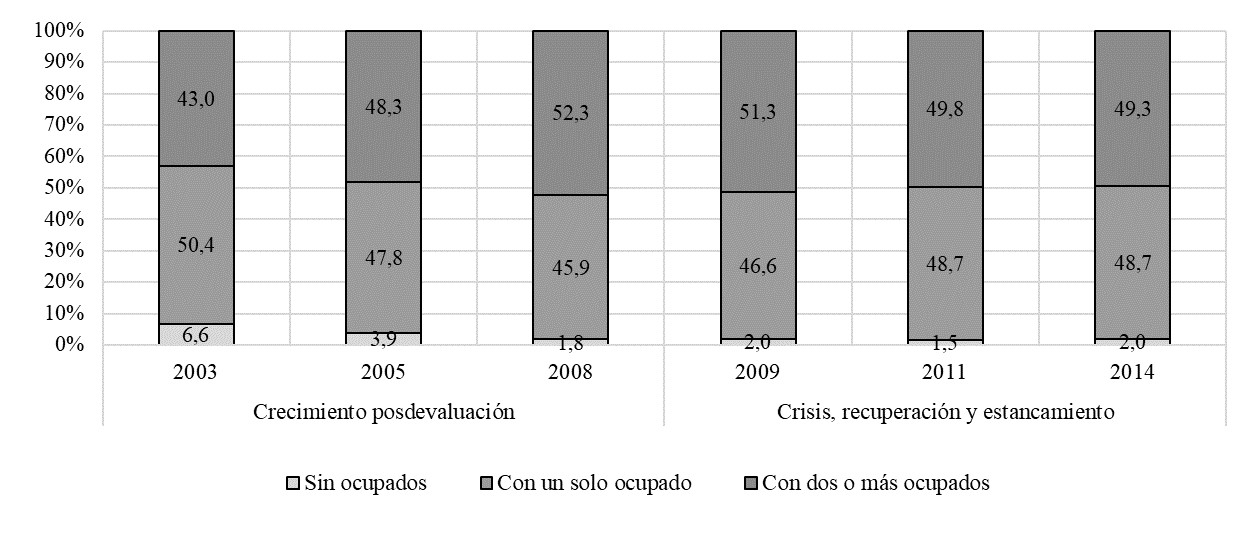 100%
90%
80%
70%
60%
50%
40%
30%
20%
10%
0%
43,0 48,3 52,3 51,3 49,8 49,3
50,4 47,8 45,9 46,6 48,7 48,7
6,6 3,9 1,8 2,0 1,5 2,0
2003 2005 2008 2009 2011 2014
Crecimiento posdevaluación Crisis, recuperación y estancamiento
Sin ocupados Con un solo ocupado Con dos o más ocupados